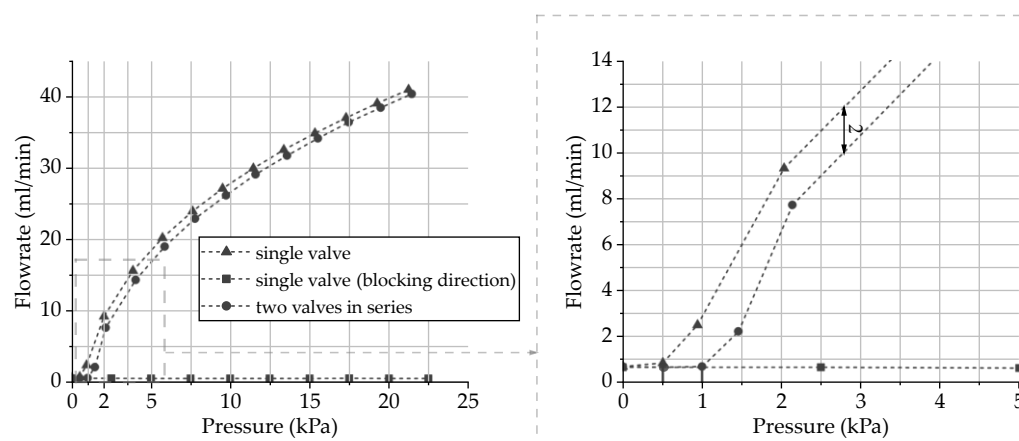 40
30
20
10
0
Flowrate (ml/min)
0 2 5 10 15 20 25
Pressure (kPa)
single valve
single valve (blocking direction)
two valves in series
14
12
10
8
6
4
2
0
Flowrate (ml/min)
2
0 1 2 3 4 5
Pressure (kPa)